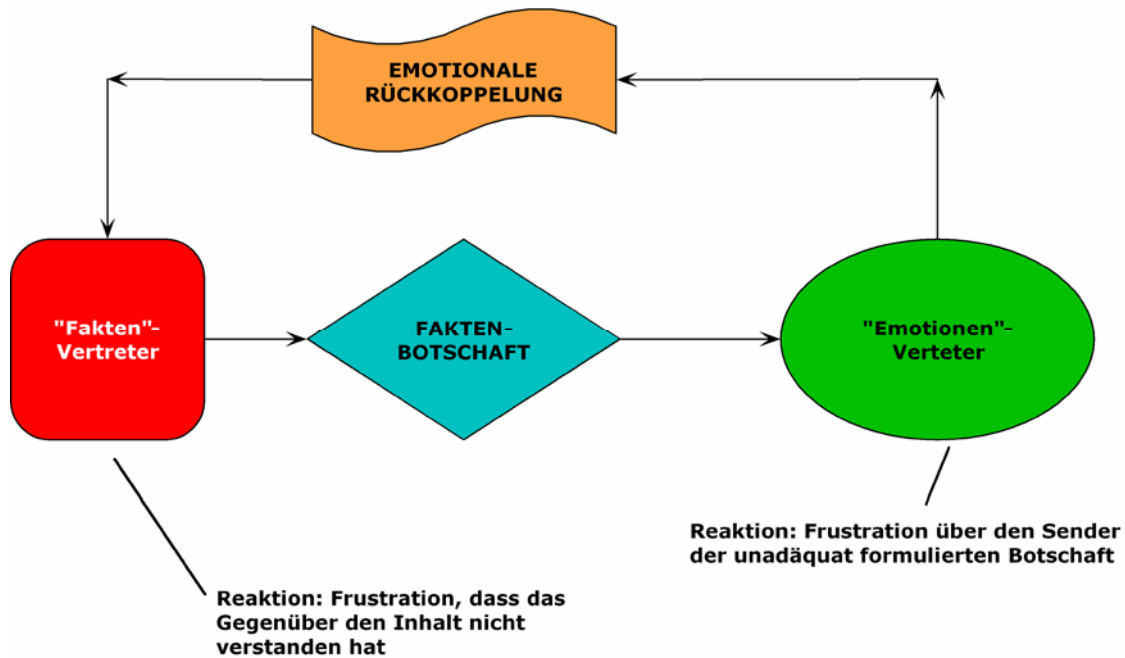 EMOTIONALE
RÜCKKOPPELUNG
"Fakten"-
Vertreter
FAKTEN-
BOTSCHAFT
"Emotionen"-
Verteter
Reaktion: Frustration über den Sender
der unadäquat formulierten Botschaft
Reaktion: Frustration, dass das
Gegenüber den Inhalt nicht
verstanden hat